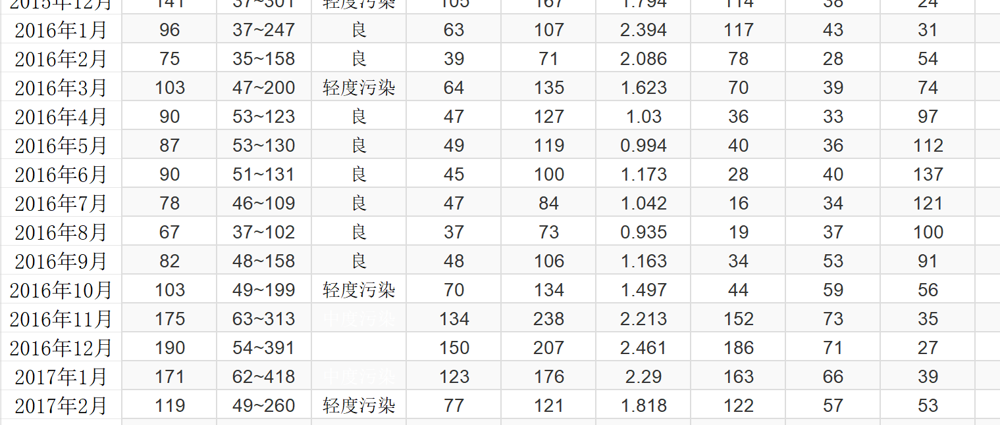 2015年12月 141 37~301 轻度污染 105 167 1.794 114 38 24
2016年1月 96 37~247 良 63 107 2.394 117 43 31
2016年2月 75 35~158 良 39 71 2.086 78 28 54
2016年3月 103 47~200 轻度污染 64 135 1.623 70 39 74
2016年4月 90 53~123 良 47 127 1.03 36 33 97
2016年5月 87 53~130 良 49 119 0.994 40 36 112
2016年6月 90 51~131 良 45 100 1.173 28 40 137
2016年7月 78 46~109 良 47 84 1.042 16 34 121
2016年8月 67 37~102 良 37 73 0.935 19 37 100
2016年9月 82 48~158 良 48 106 1.163 34 53 91
2016年10月 103 49~199 轻度污染 70 134 1.497 44 59 56
2016年11月 175 63~313 中度污染 134 238 2.213 152 73 35
2016年12月 190 54~391 150 207 2.461 186 71 27
2017年1月 171 62~418 中度污染 123 176 2.29 163 66 39
2017年2月 119 49~260 轻度污染 77 121 1.818 122 57 53